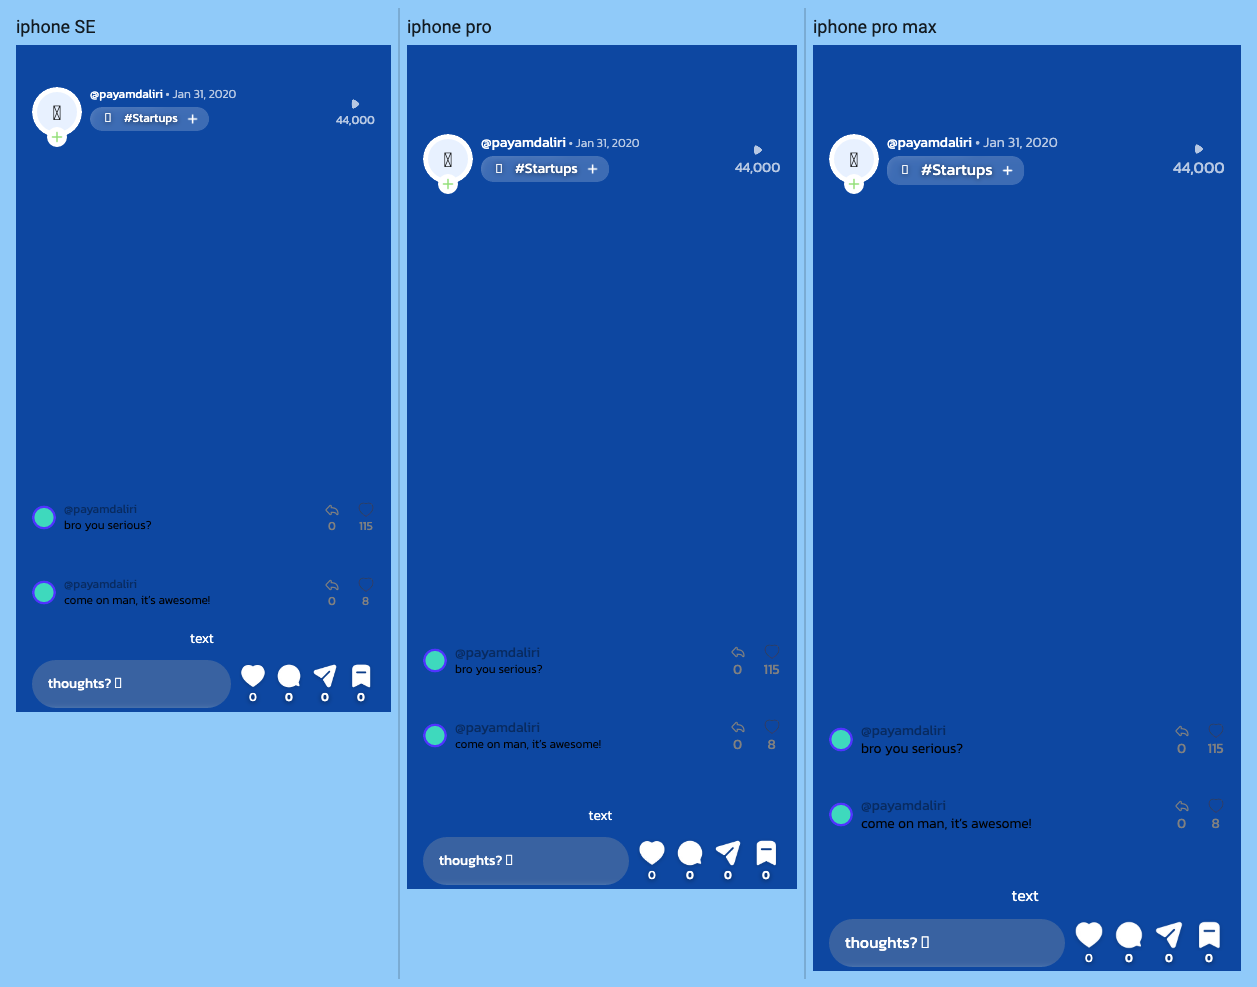 iphone SE
@payamdaliri • Jan 31, 2020
#Startups +
44,000
@payamdaliri
bro you serious?
0 115
@payamdaliri
come on man, it's awesome!
0 8
text
thoughts?
0 0 0 0
iphone pro
@payamdaliri • Jan 31, 2020
#Startups +
44,000
@payamdaliri
bro you serious?
0 115
@payamdaliri
come on man, it's awesome!
0 8
text
thoughts?
0 0 0 0
iphone pro max
@payamdaliri • Jan 31, 2020
#Startups +
44,000
@payamdaliri
bro you serious?
0 115
@payamdaliri
come on man, it's awesome!
0 8
text
thoughts?
0 0 0 0